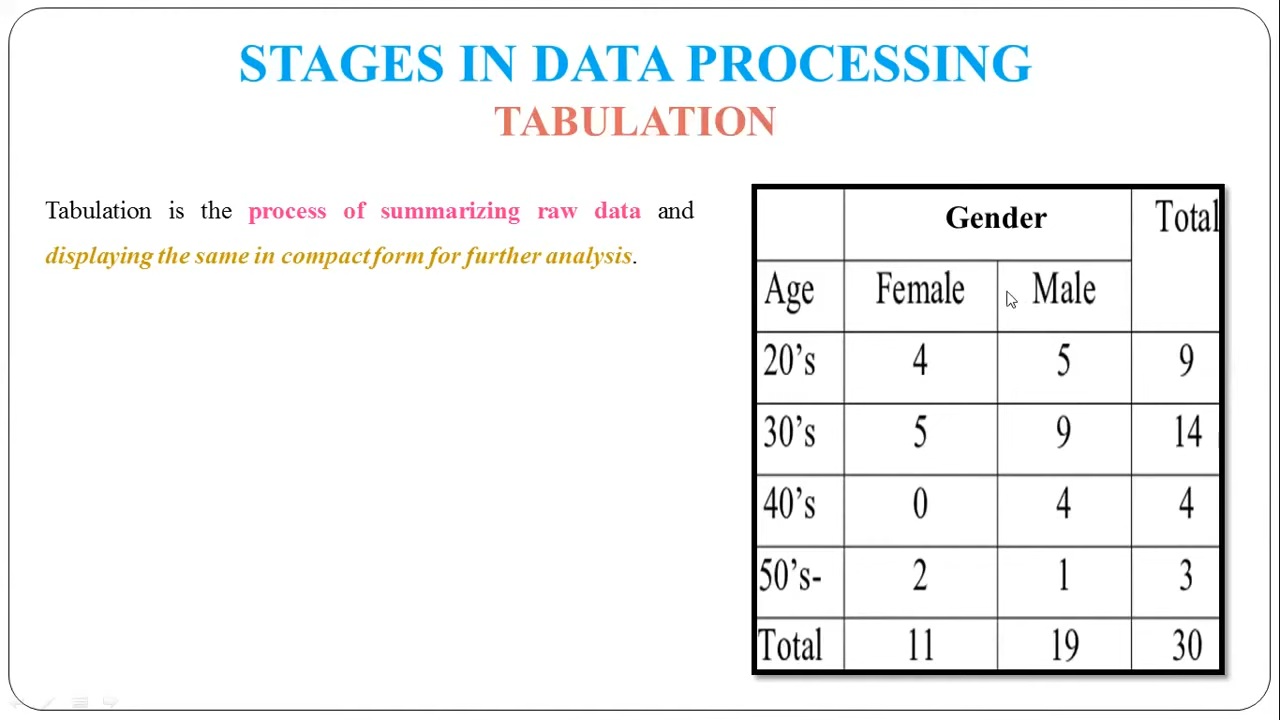 STAGES IN DATA PROCESSING
TABULATION
Tabulation is the process of summarizing raw data and
displaying the same in compact form for further analysis.
Gender Total
Age Female Male
20’s 4 5 9
30’s 5 9 14
40’s 0 4 4
50’s- 2 1 3
Total 11 19 30